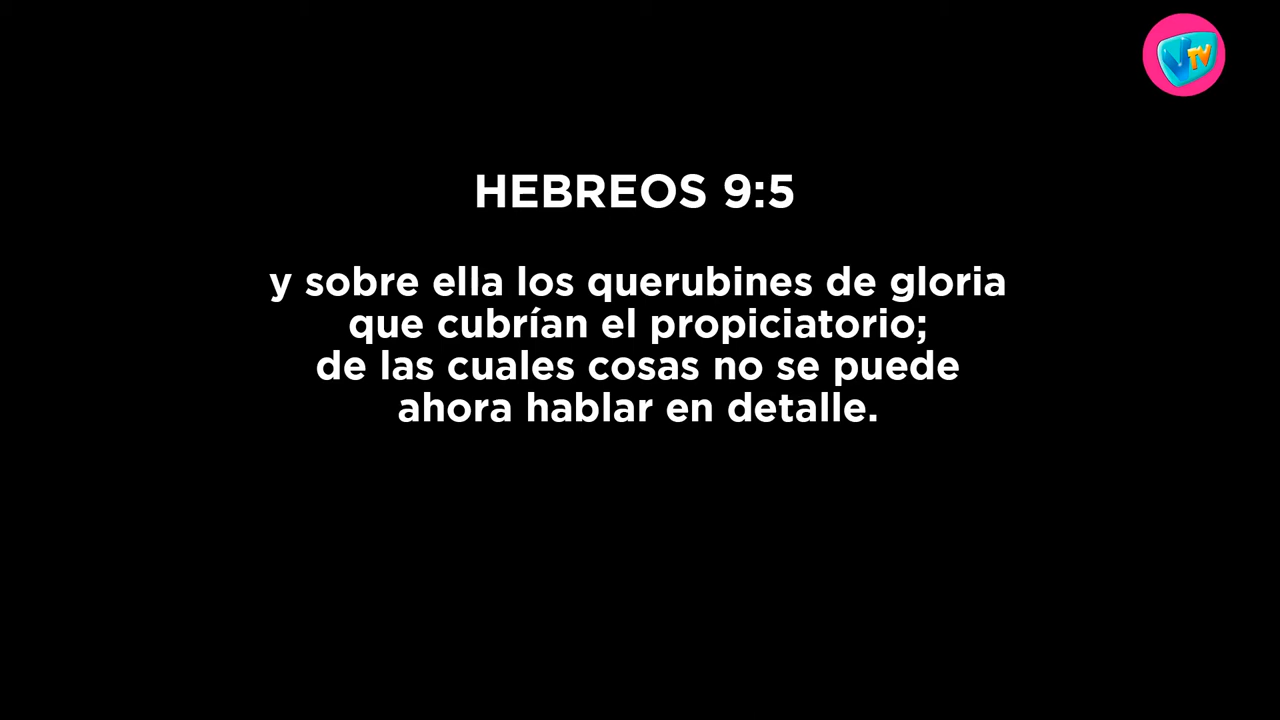 TV
HEBREOS 9:5
y sobre ella los querubines de gloria
que cubrían el propiciatorio;
de las cuales cosas no se puede
ahora hablar en detalle.